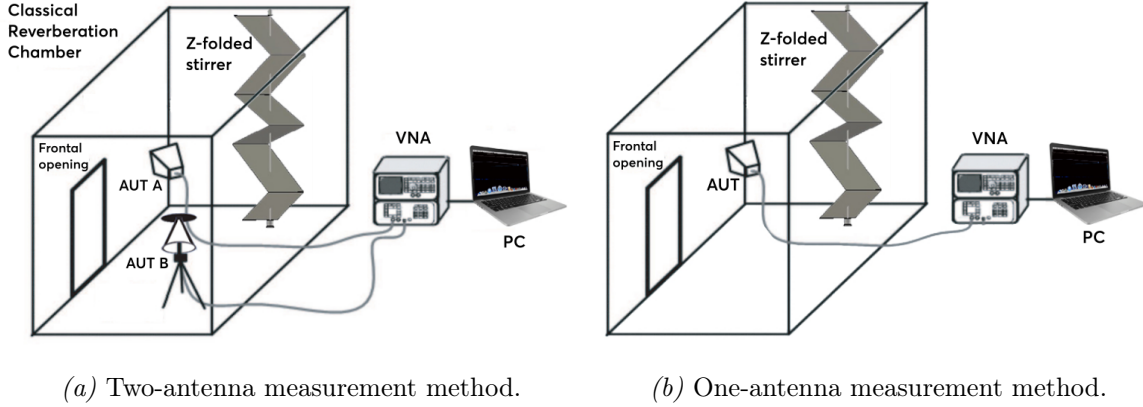 Classical
Reverberation
Chamber
Z-folded
stirrer
Frontal
opening
AUT A
AUT B
VNA
PC
(a) Two-antenna measurement method.
Z-folded
stirrer
Frontal
opening
AUT
VNA
PC
(b) One-antenna measurement method.